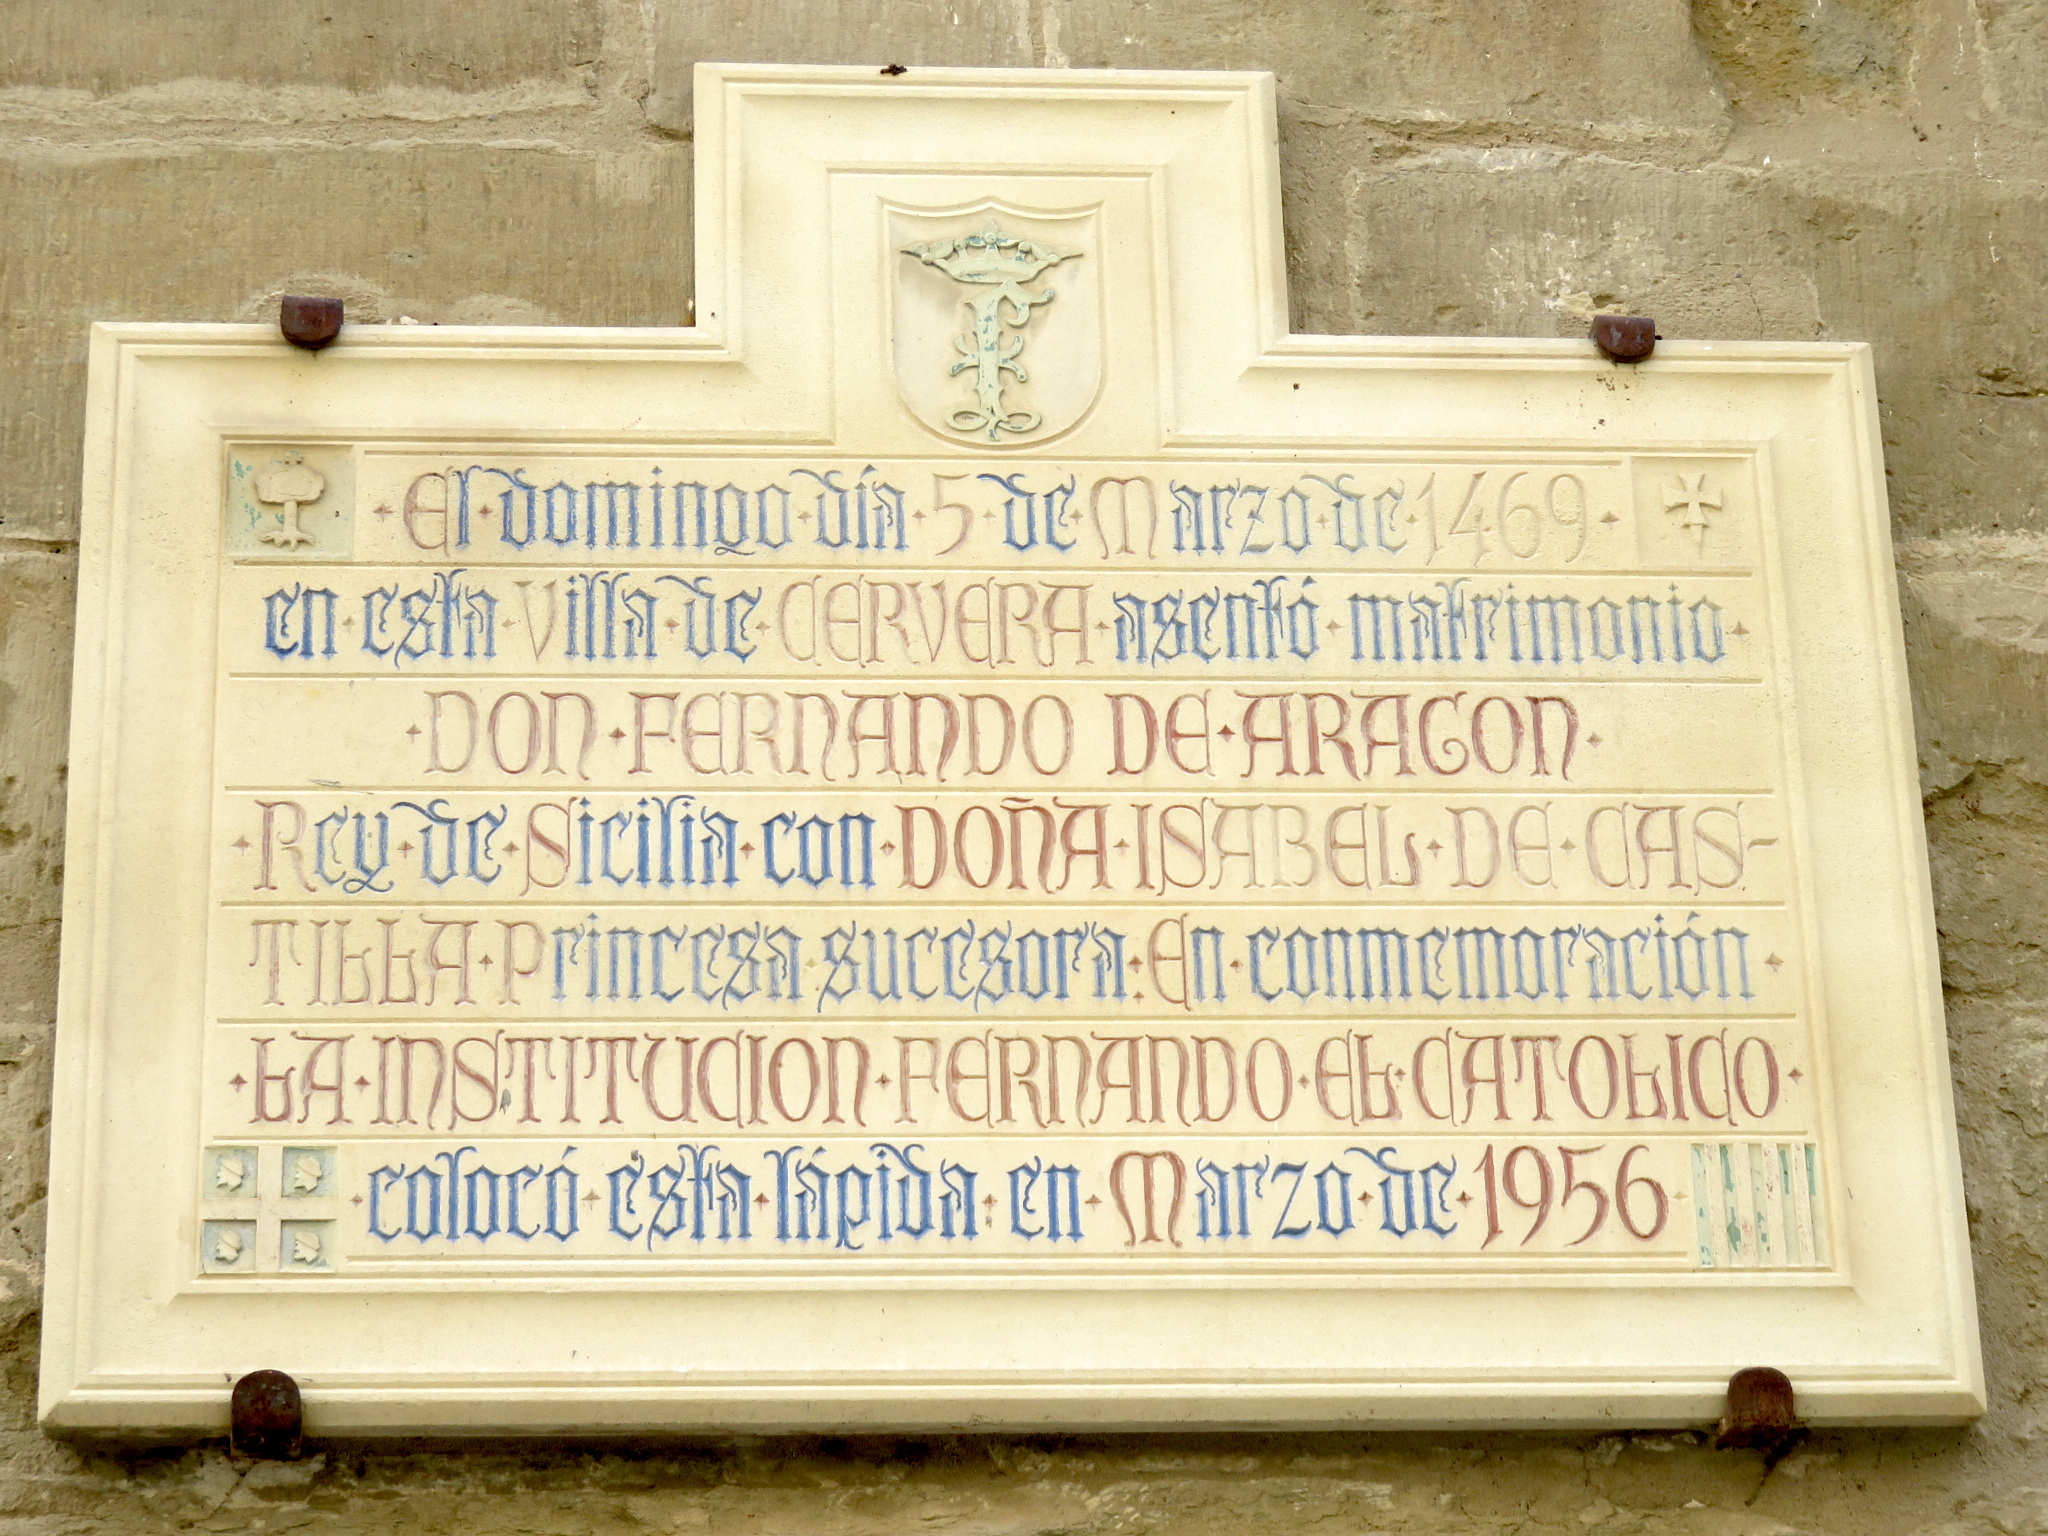 F
El domingo día 5 de Marzo de 1469
en esta Villa de CERVERA asentó matrimonio
DON FERNANDO DE ARAGON
Rey de Sicilia con DOÑA ISABEL DE CAS-
TILLA Princesa sucesora: En conmemoración
LA INSTITUCION FERNANDO EL CATOLICO
colocó esta lápida en Marzo de 1956